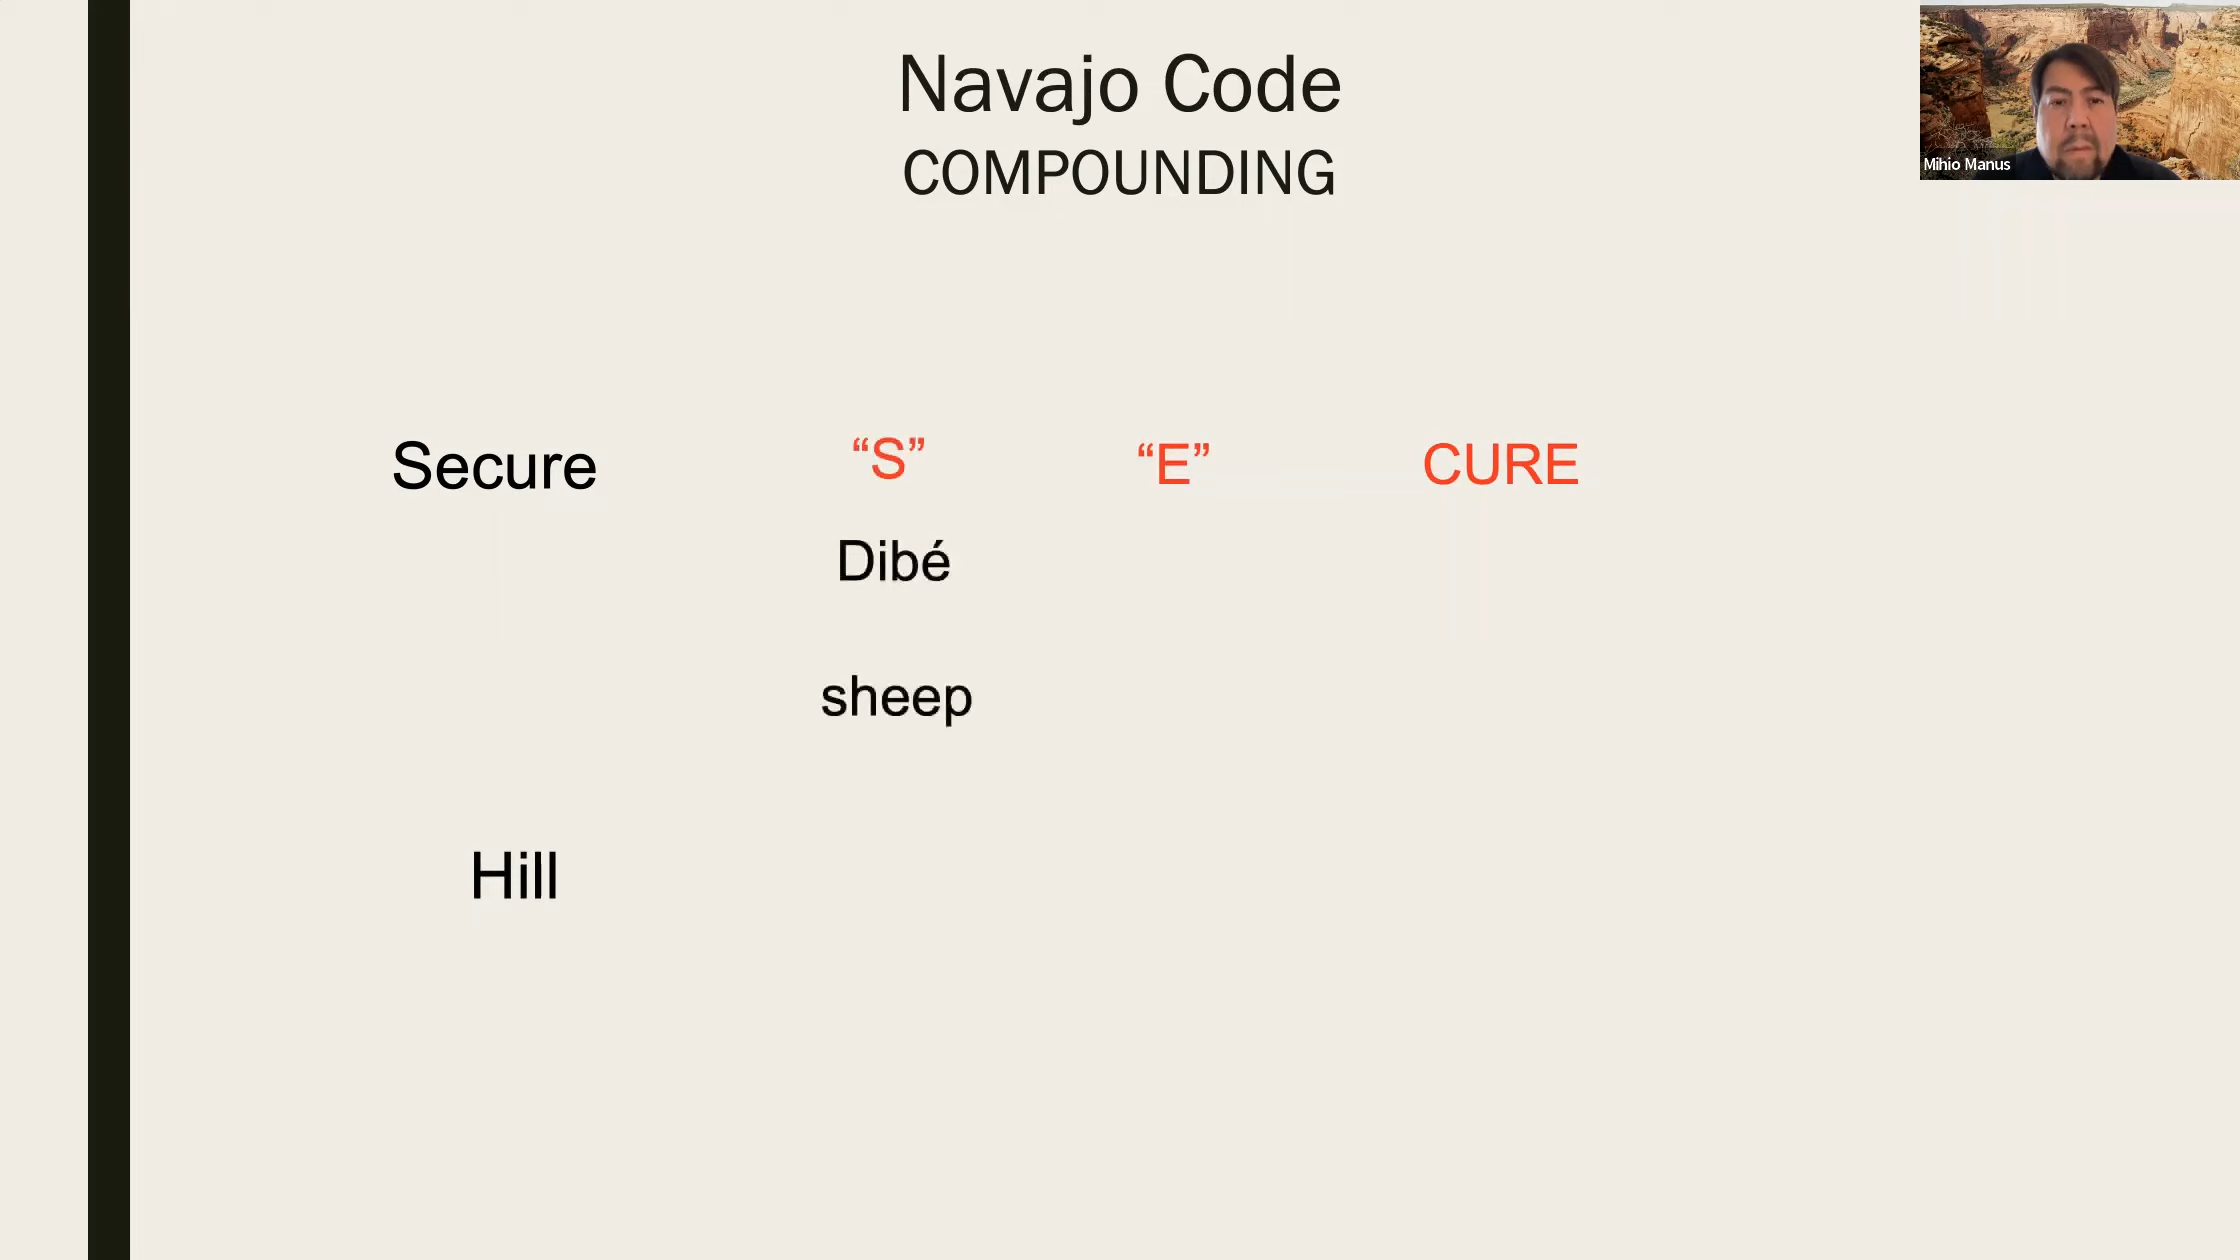 Navajo Code
COMPOUNDING
Mihio Manus
Secure “S” “E” CURE
Dibé
sheep
Hill